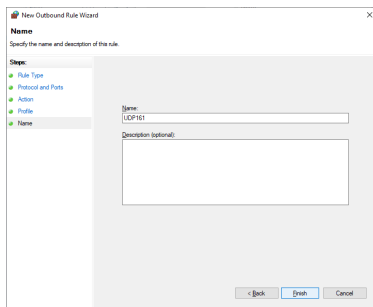 New Outbound Rule Wizard
Name
Specify the name and description of this rule.
Steps:
Rule Type
Protocol and Ports
Action
Profile
Name
Name:
UDP161
Description (optional):
< Back
Finish
Cancel